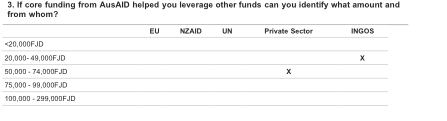 3. If core funding from AusAID helped you leverage other funds can you identify what amount and
from whom?
EU NZAID UN Private Sector INGOS
<20,000FJD
20,000- 49,000FJD X
50,000 - 74,000FJD X
75,000 - 99,000FJD
100,000 - 299,000FJD